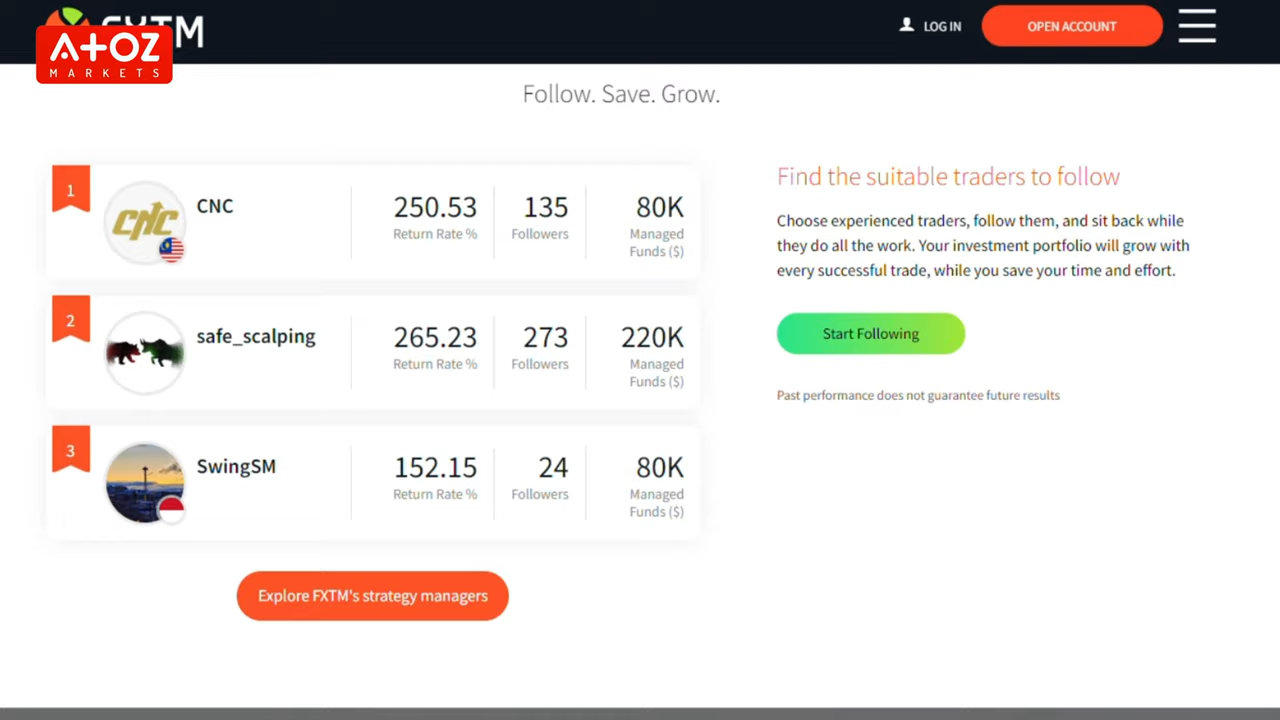 FXTM
A+OZ
MARKETS
LOG IN
OPEN ACCOUNT
Follow. Save. Grow.
1
CNC
CNC
250.53
Return Rate %
135
Followers
80K
Managed
Funds ($)
2
safe_scalping
265.23
Return Rate %
273
Followers
220K
Managed
Funds ($)
3
SwingSM
152.15
Return Rate %
24
Followers
80K
Managed
Funds ($)
Explore FXTM's strategy managers
Find the suitable traders to follow
Choose experienced traders, follow them, and sit back while
they do all the work. Your investment portfolio will grow with
every successful trade, while you save your time and effort.
Start Following
Past performance does not guarantee future results